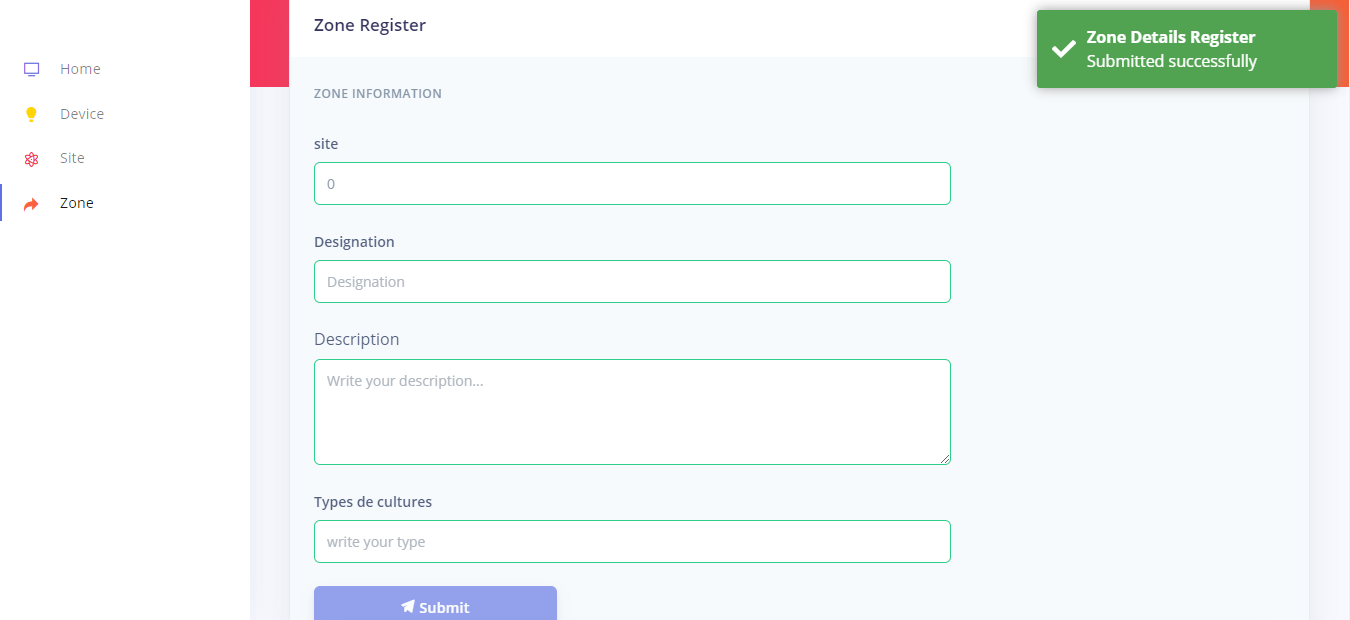 Zone Register
Zone Details Register
Submitted successfully
Home
Device
Site
Zone
ZONE INFORMATION
site
0
Designation
Designation
Description
Write your description...
Types de cultures
write your type
Submit